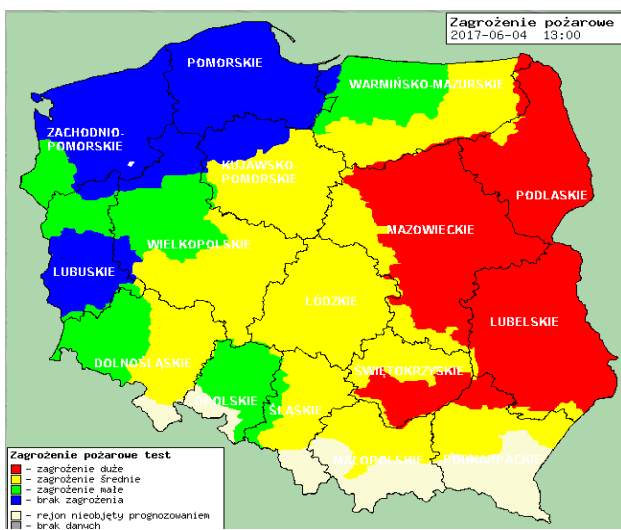 Zagrożenie pożarowe
2017-06-04 13:00
POMORSKIE
WARMIŃSKO-MAZURSKIE
ZACHODNIO-
POMORSKIE
KUJAWSKO-
POMORSKIE
PODLASKIE
MAZOWIECKIE
WIELKOPOLSKIE
LUBUSKIE
ŁÓDZKIE
LUBELSKIE
DOLNOŚLĄSKIE
ŚWIĘTOKRZYSKIE
OPOLSKIE
ŚLĄSKIE
MAŁOPOLSKIE
PODKARPACKIE
Zagrożenie pożarowe test
- zagrożenie duże
- zagrożenie średnie
- zagrożenie małe
- brak zagrożenia
- rejon nieobjęty prognozowaniem
- brak danych